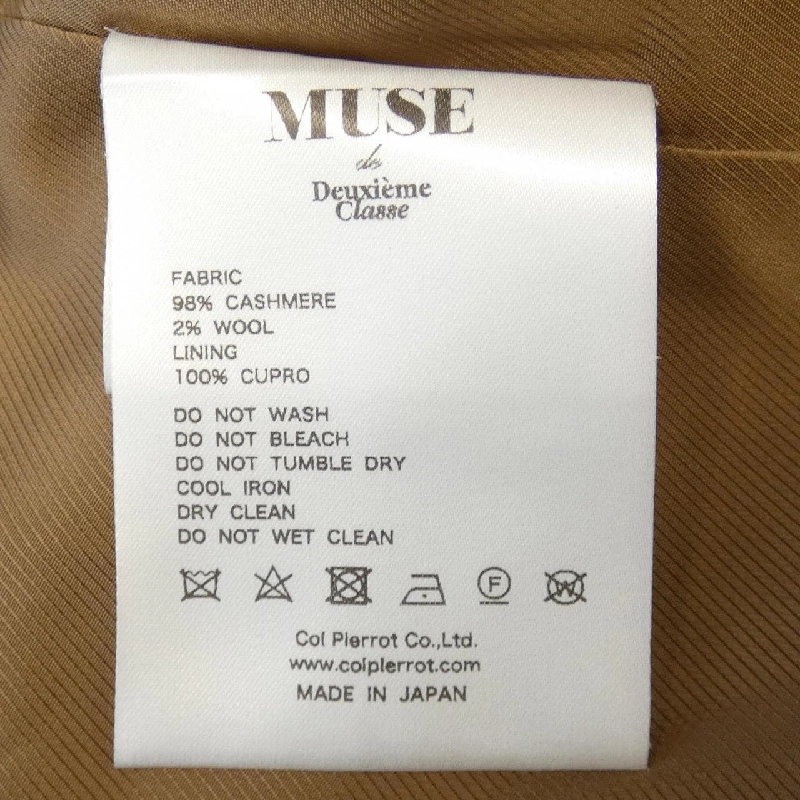 MUSE
de
Deuxième
Classe
FABRIC
98% CASHMERE
2% WOOL
LINING
100% CUPRO
DO NOT WASH
DO NOT BLEACH
DO NOT TUMBLE DRY
COOL IRON
DRY CLEAN
DO NOT WET CLEAN
F W
Col Pierrot Co.,Ltd.
www.colpierrot.com
MADE IN JAPAN